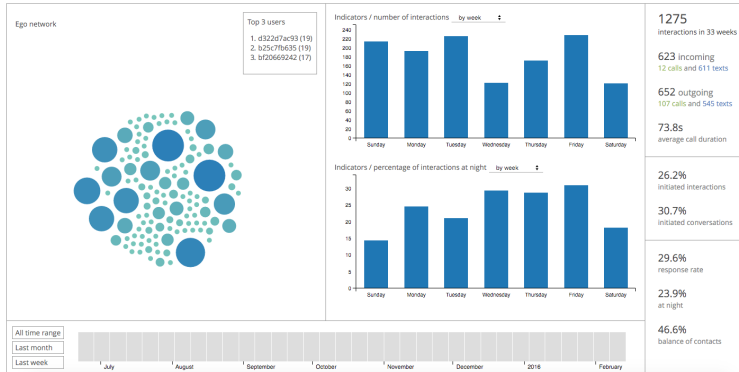 Ego network
Top 3 users
1. d322d7ac93 (19)
2. b25c7fb635 (19)
3. bf20669242 (17)
Indicators / number of interactions by week
240
220
200
180
160
140
120
100
80
60
40
20
0
Sunday Monday Tuesday Wednesday Thursday Friday Saturday
Indicators / percentage of interactions at night by week
30
25
20
15
10
5
0
Sunday Monday Tuesday Wednesday Thursday Friday Saturday
1275
interactions in 33 weeks
623 incoming
12 calls and 611 texts
652 outgoing
107 calls and 545 texts
73.8s
average call duration
26.2%
initiated interactions
30.7%
initiated conversations
29.6%
response rate
23.9%
at night
46.6%
balance of contacts
All time range
Last month
Last week
July August September October November December 2016 February